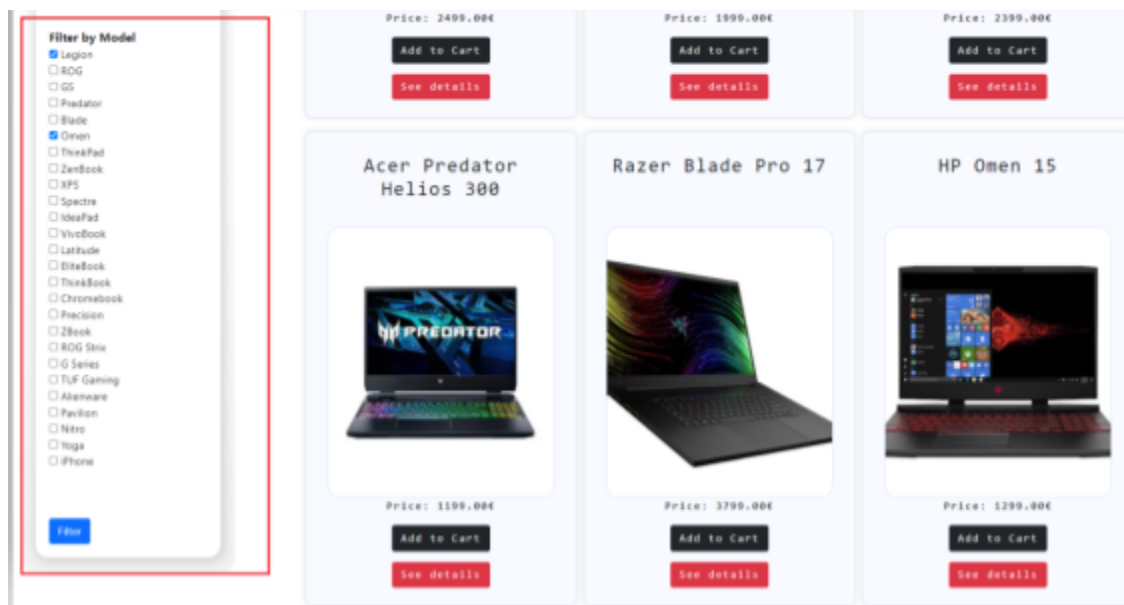 Filter by Model
Legion
ROG
GS
Predator
Blade
Omen
ThinkPad
ZenBook
XPS
Spectre
IdeaPad
VivoBook
Latitude
EliteBook
ThinkBook
Chromebook
Precision
ZBook
ROG Strix
G Series
TUF Gaming
Alienware
Pavilion
Nitro
Yoga
iPhone
Filter
Price: 2499.00€
Add to Cart
See details
Price: 1999.00€
Add to Cart
See details
Price: 2399.00€
Add to Cart
See details
Acer Predator
Helios 300
PREDATOR
Price: 1199.00€
Add to Cart
See details
Razer Blade Pro 17
Price: 3799.00€
Add to Cart
See details
HP Omen 15
Price: 1299.00€
Add to Cart
See details